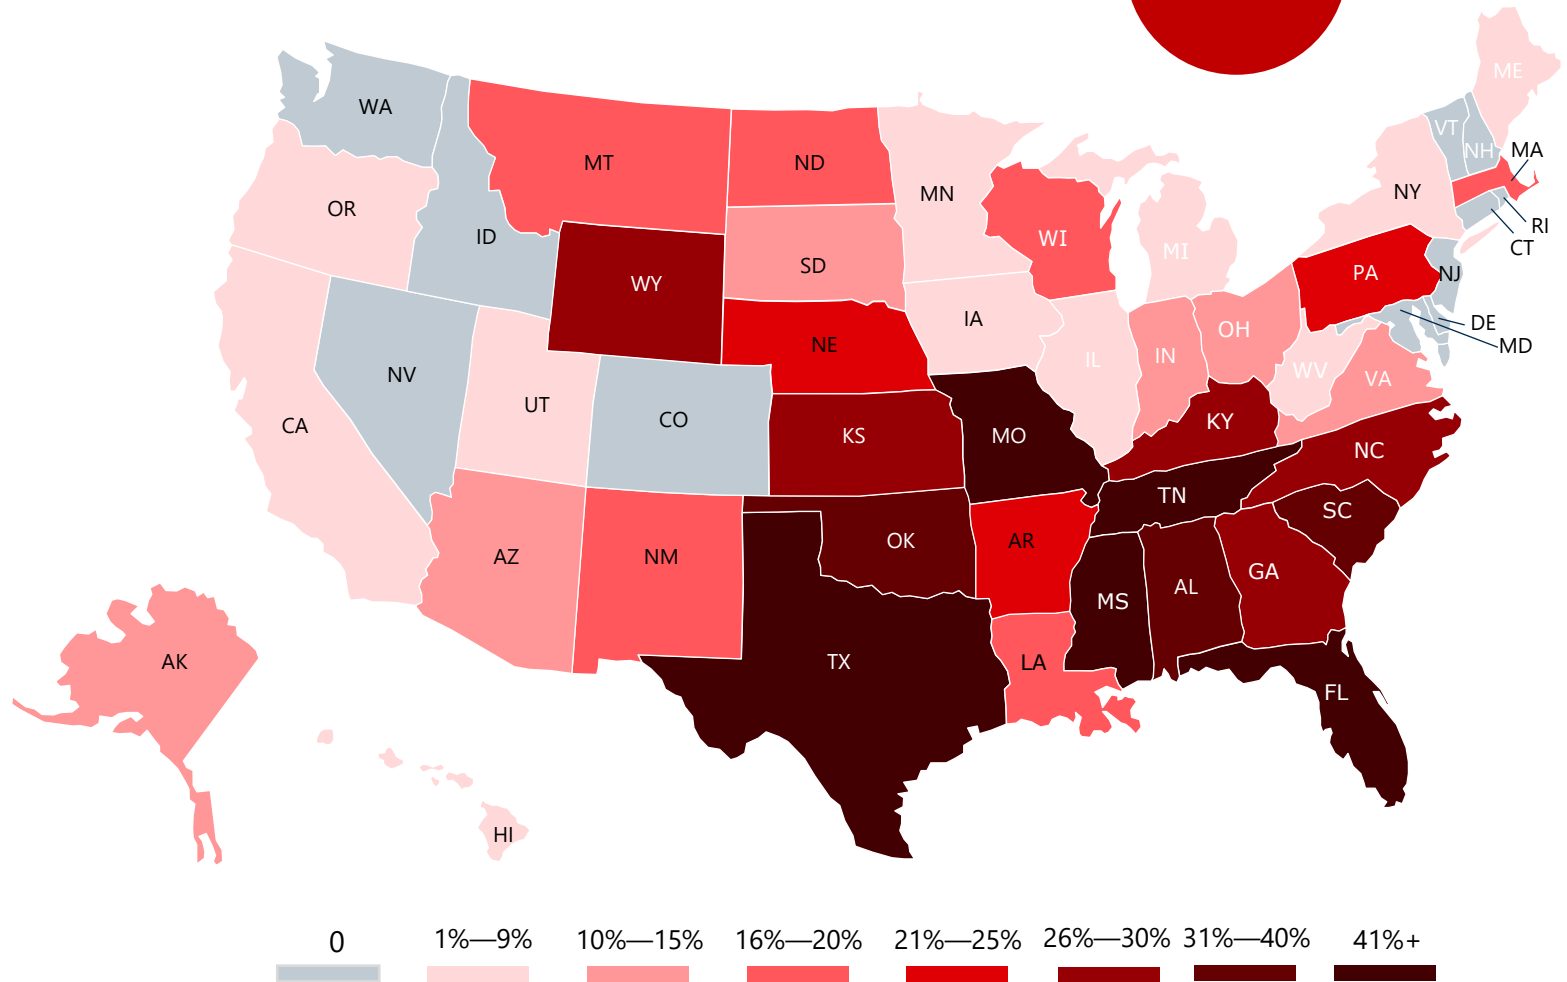 ME
WA
VT
NH
MA
MT
ND
MN
NY
OR
RI
ID
WI
CT
MI
SD
WY
PA
NJ
IA
DE
NE
OH
MD
IN
IL
NV
WV
VA
UT
CA
CO
KS
MO
KY
NC
TN
SC
AZ
NM
OK
AR
GA
AL
MS
AK
TX
LA
FL
HI
0
1%—9%
10%—15%
16%—20%
21%—25%
26%—30%
31%—40%
41%+